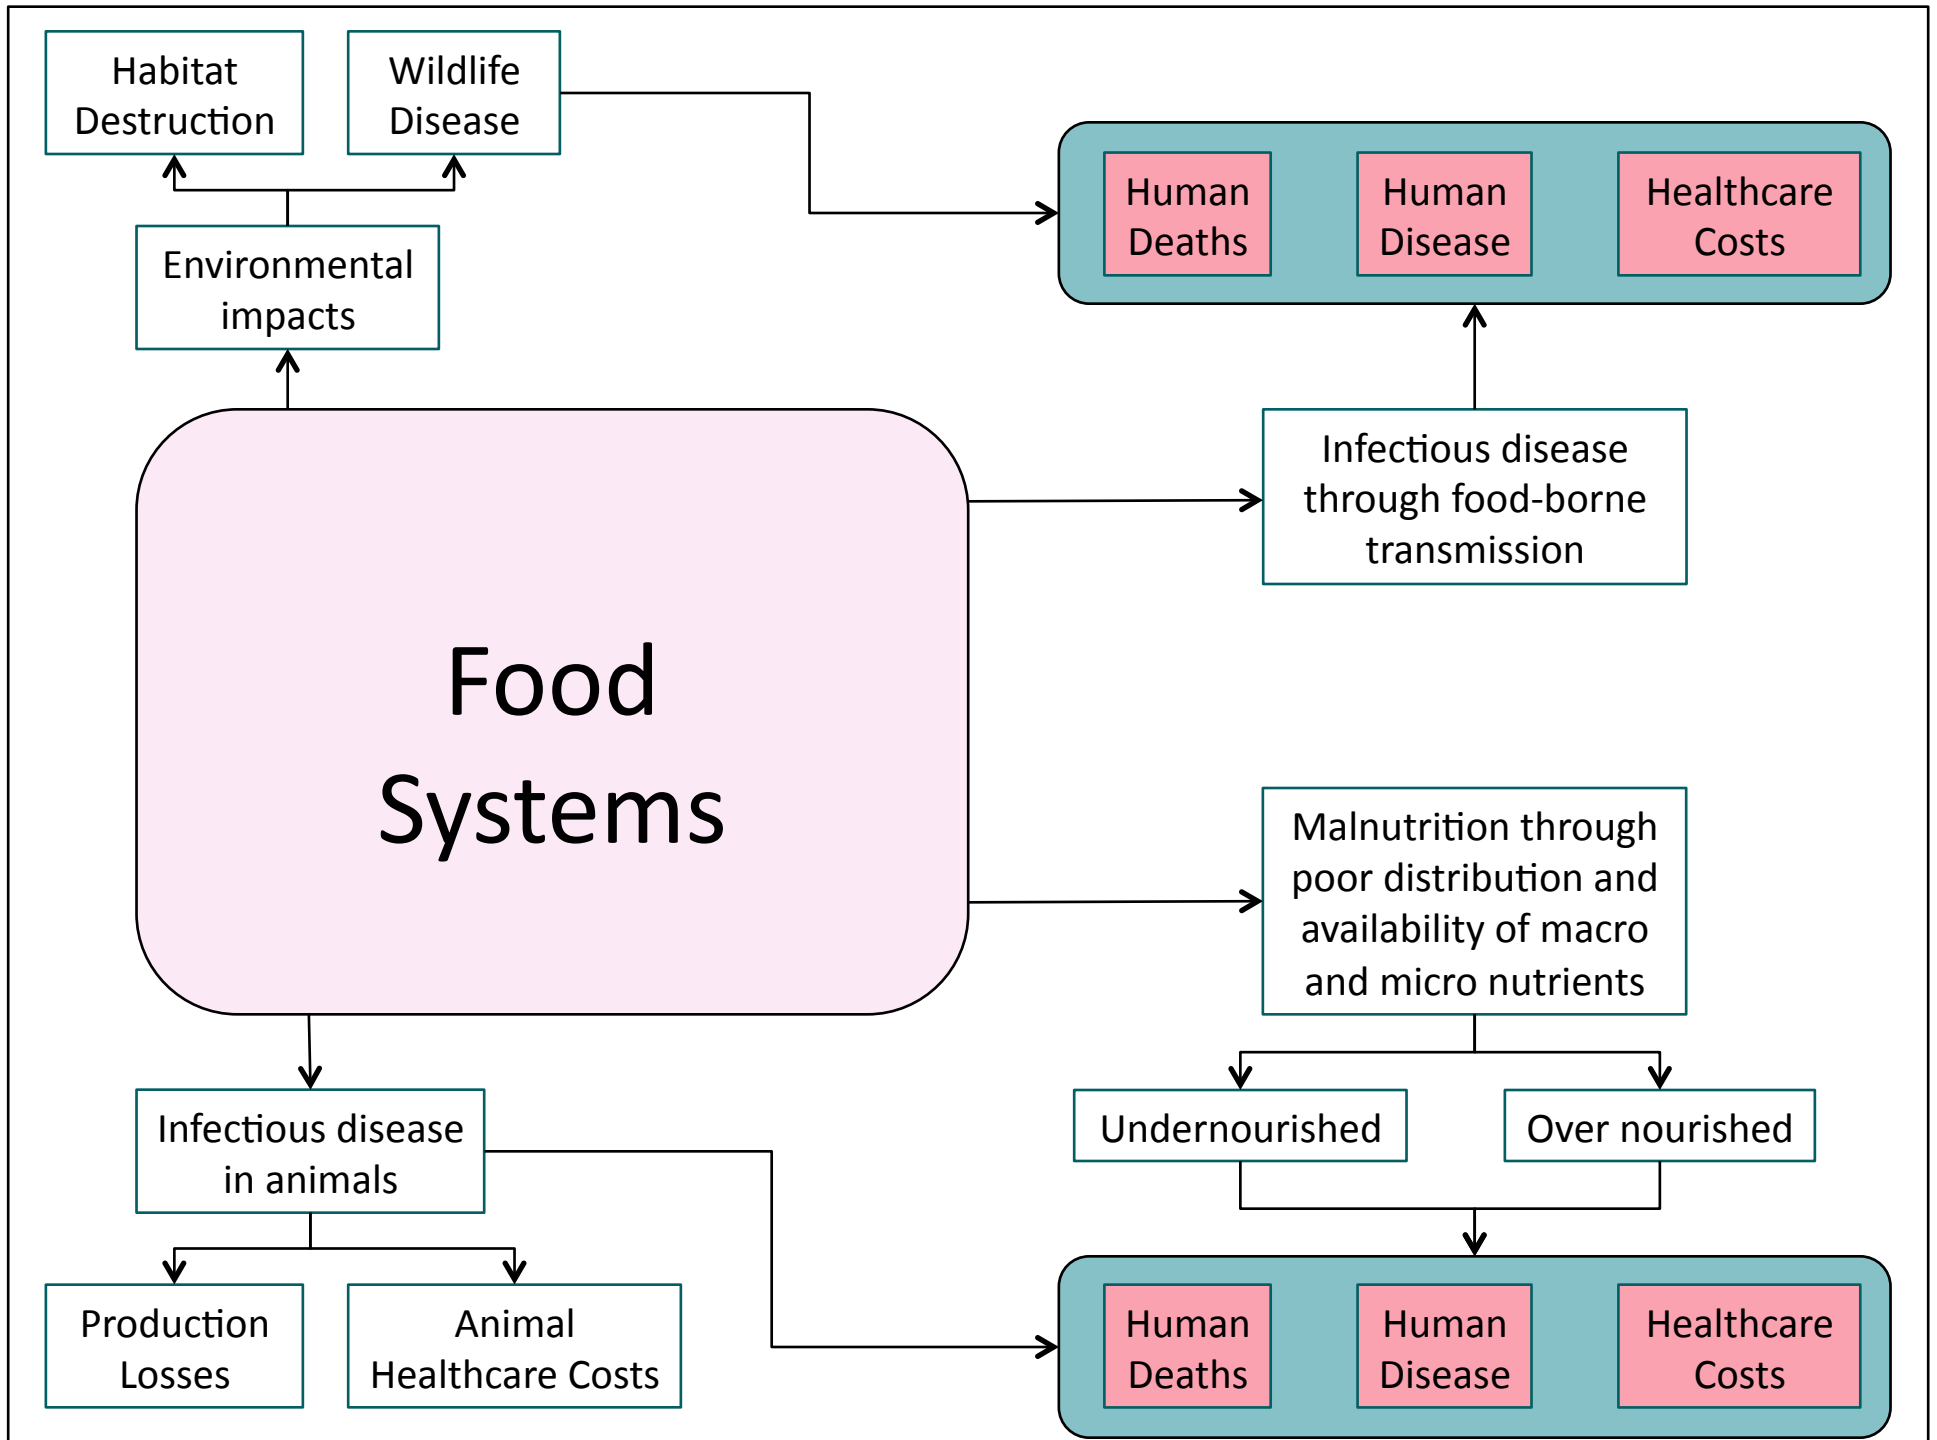 Habitat
Destruction
Wildlife
Disease
Environmental
impacts
Human
Deaths
Human
Disease
Healthcare
Costs
Infectious disease
through food-borne
transmission
Food
Systems
Malnutrition through
poor distribution and
availability of macro
and micro nutrients
Undernourished
Over nourished
Infectious disease
in animals
Production
Losses
Animal
Healthcare Costs
Human
Deaths
Human
Disease
Healthcare
Costs